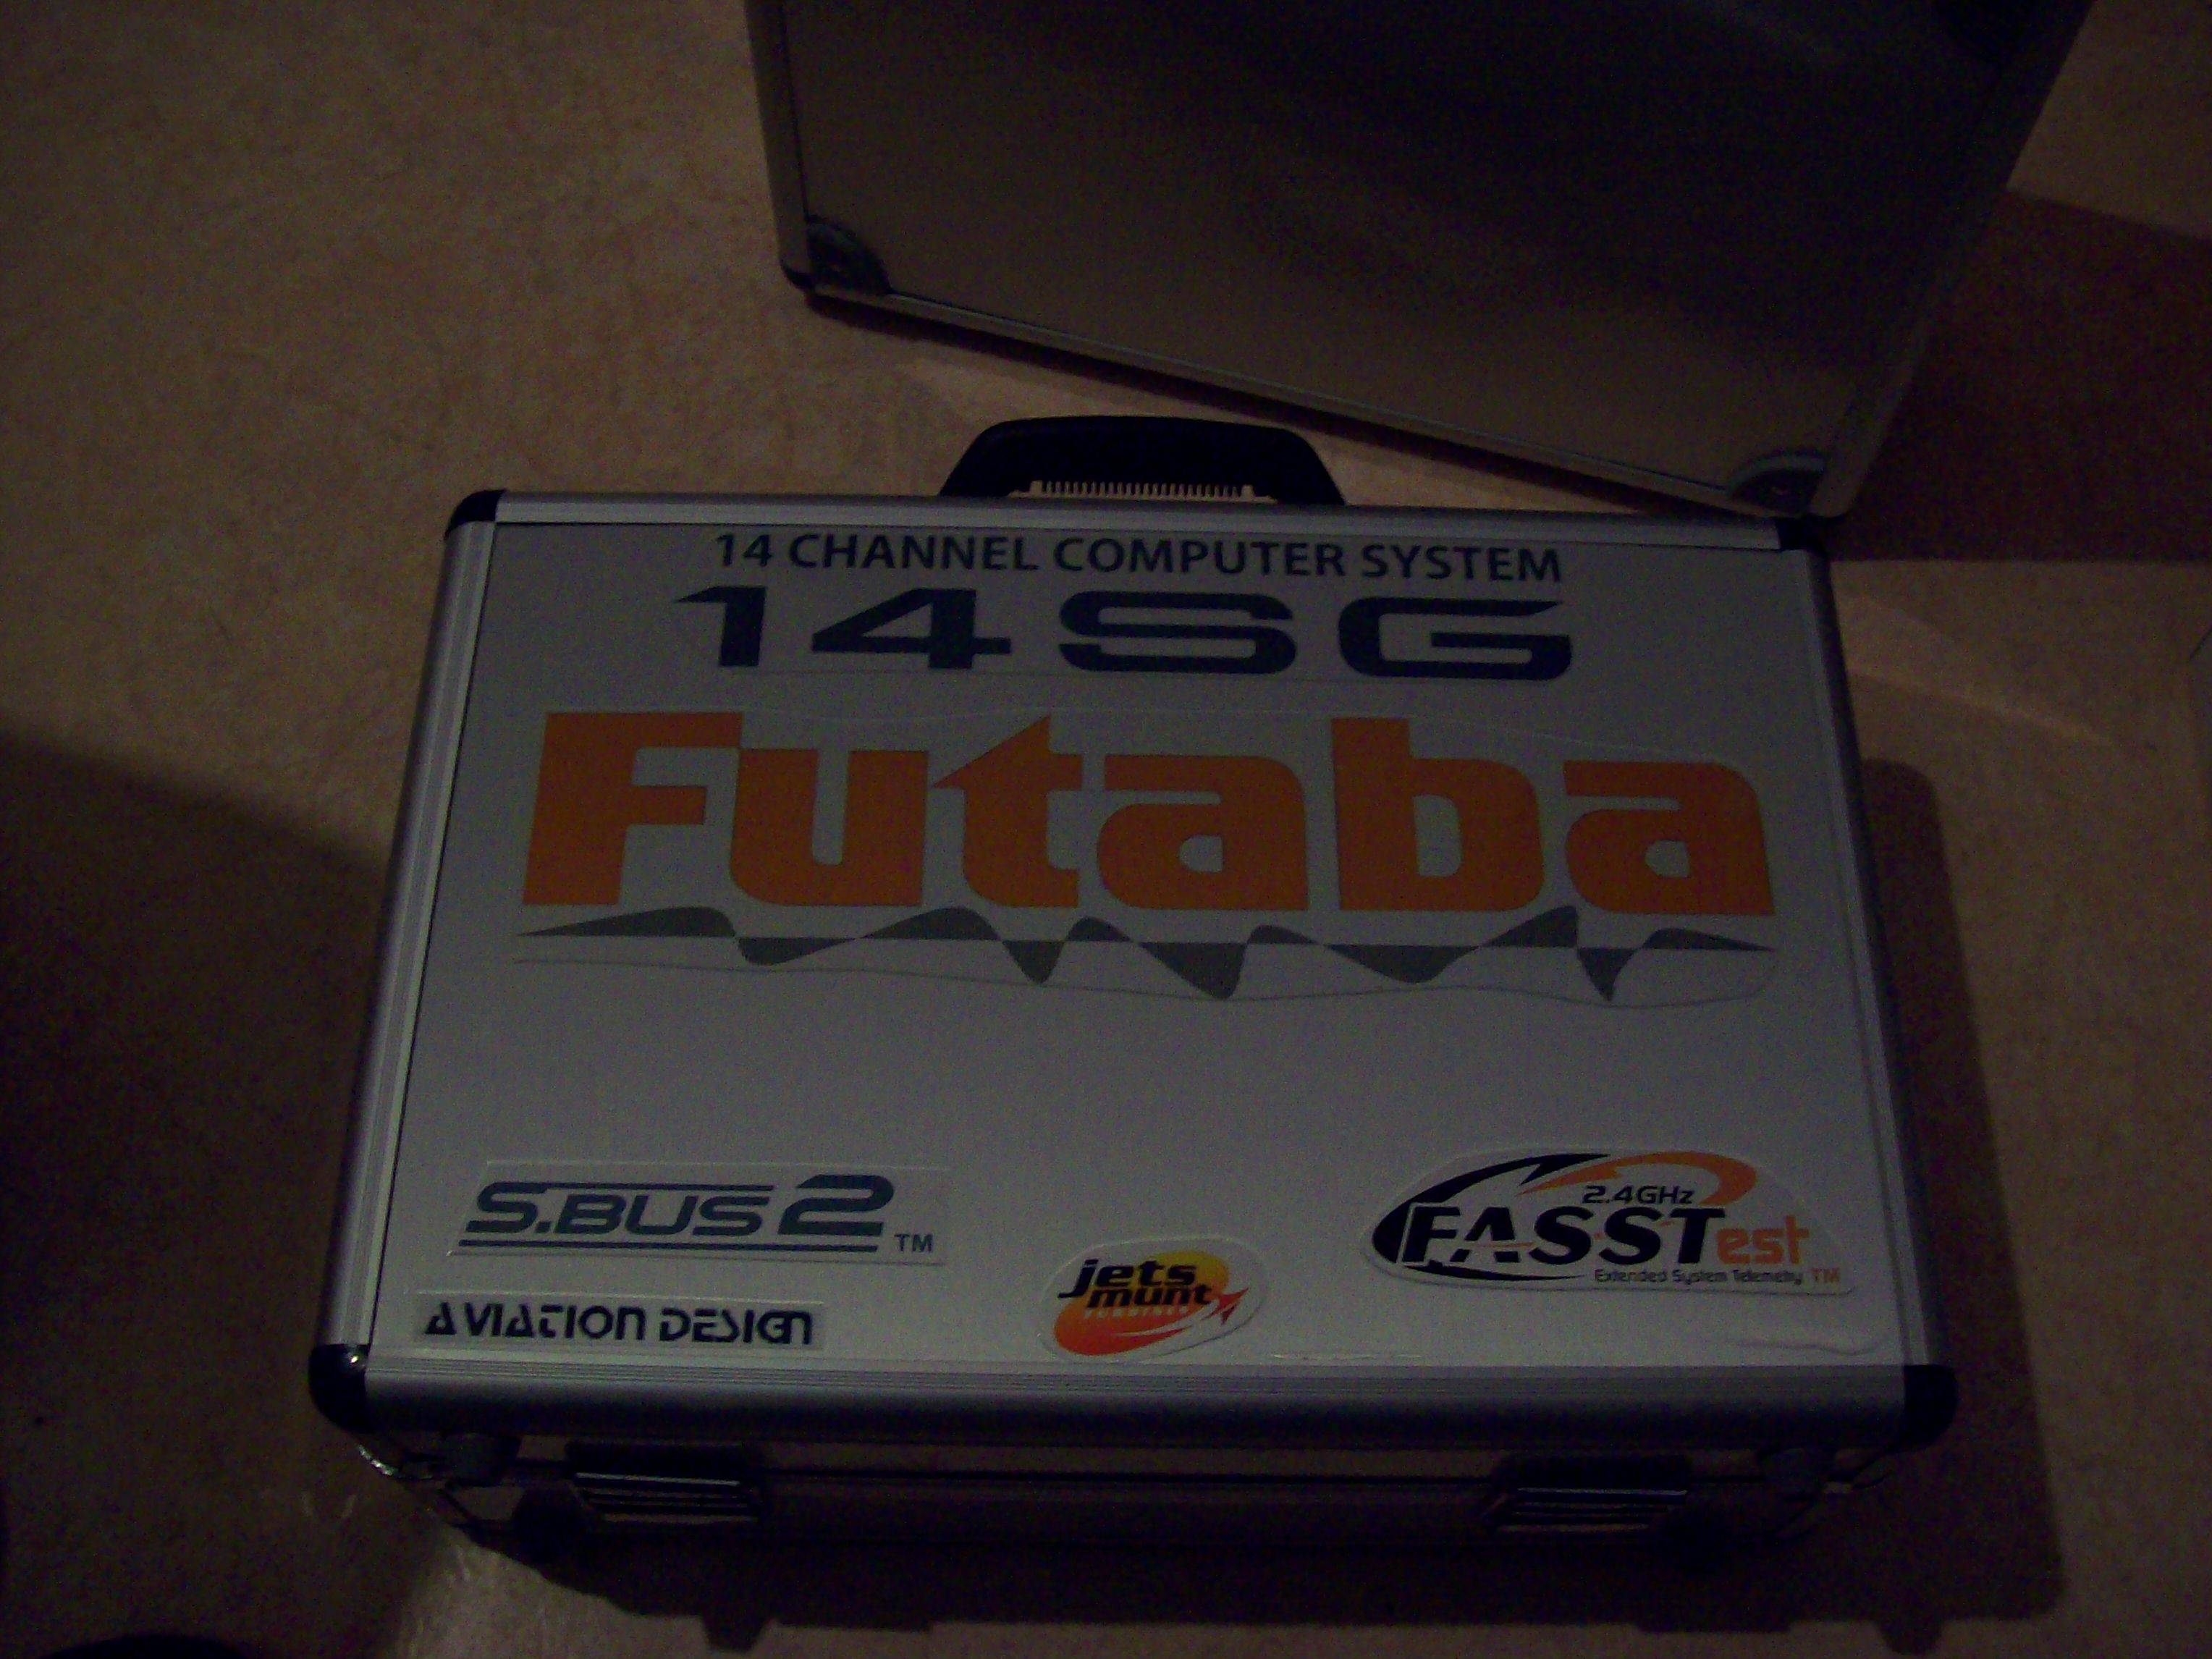 14 CHANNEL COMPUTER SYSTEM
14SG
Futaba
S.BUS2 TM
AVIATION DESIGN
jets
munt
TURBINES
2.4GHz
FASSTest
Extended System Telemetry TM